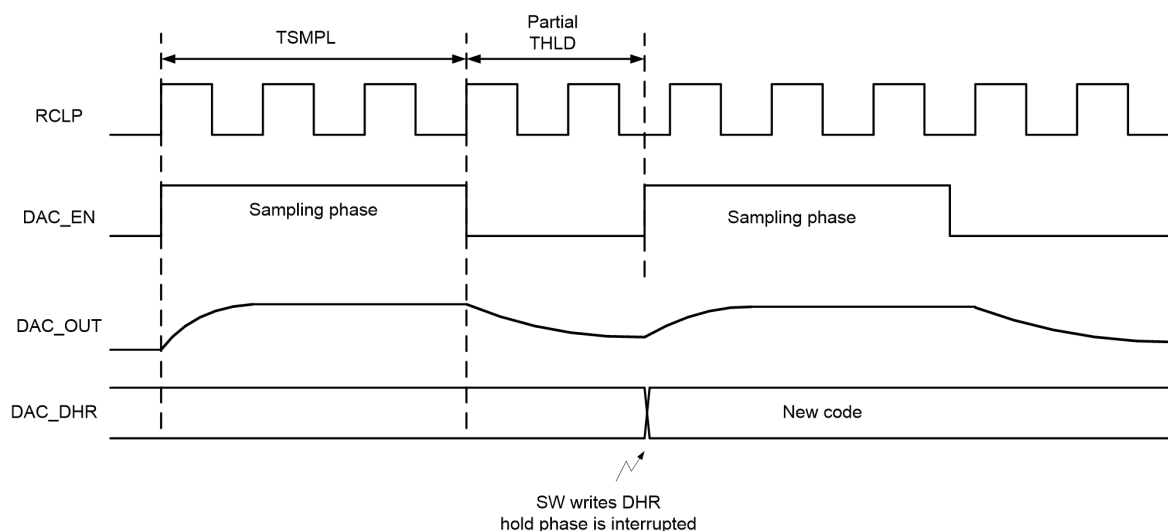 Partial
THLD
TSMPL
RCLP
DAC_EN
Sampling phase
Sampling phase
DAC_OUT
DAC_DHR
New code
SW writes DHR
hold phase is interrupted